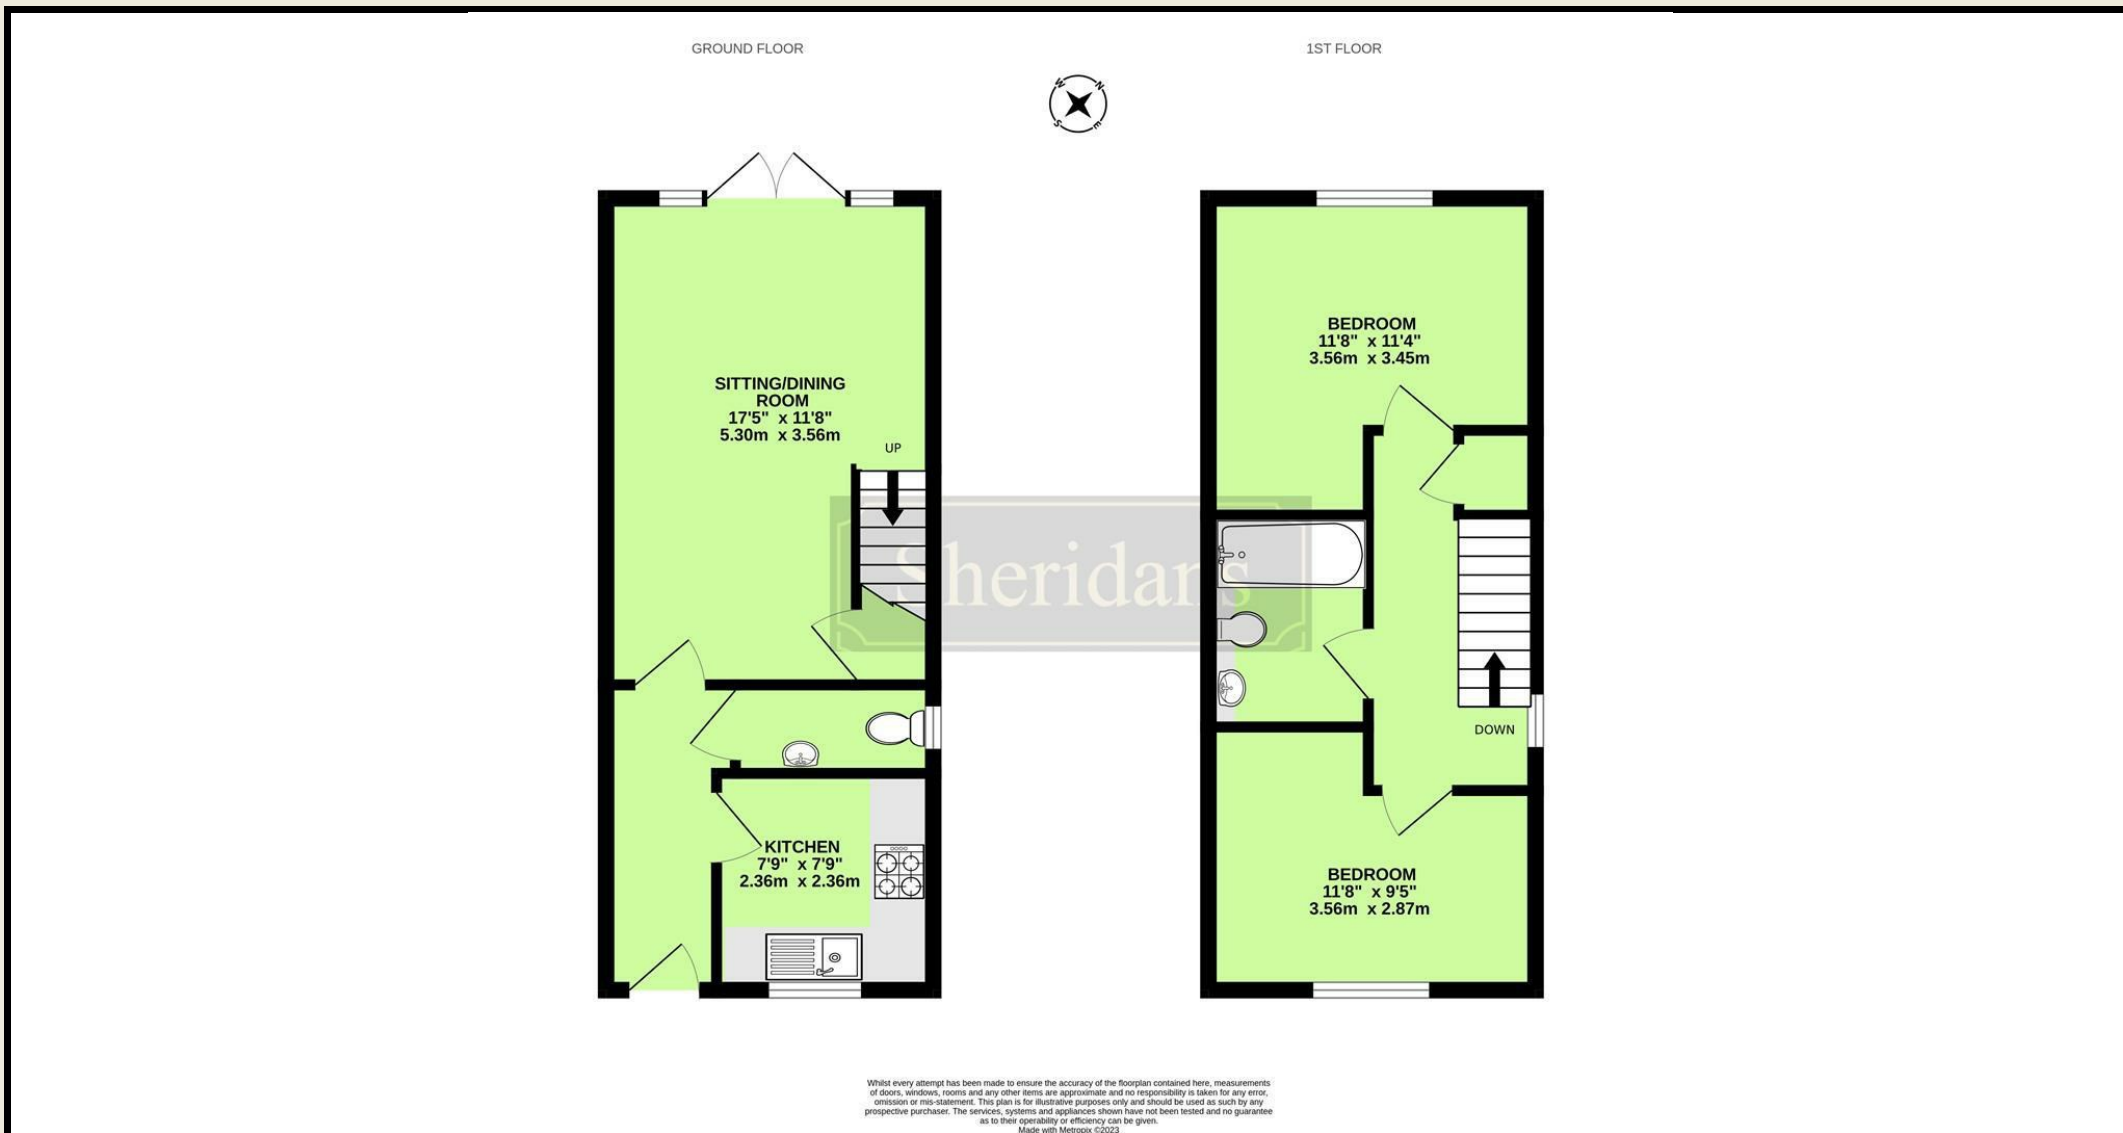 GROUND FLOOR
1ST FLOOR
W N
S E
SITTING/DINING
ROOM
17'5" x 11'8"
5.30m x 3.56m
UP
KITCHEN
7'9" x 7'9"
2.36m x 2.36m
BEDROOM
11'8" x 11'4"
3.56m x 3.45m
DOWN
BEDROOM
11'8" x 9'5"
3.56m x 2.87m
Sheridans
Whilst every attempt has been made to ensure the accuracy of the floorplan contained here, measurements
of doors, windows, rooms and any other items are approximate and no responsibility is taken for any error,
omission or mis-statement. This plan is for illustrative purposes only and should be used as such by any
prospective purchaser. The services, systems and appliances shown have not been tested and no guarantee
as to their operability or efficiency can be given.
Made with Metropix ©2023